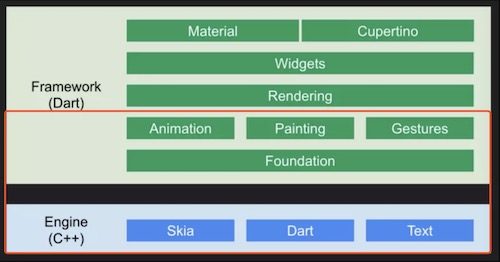 Material Cupertino
Widgets
Framework
(Dart)
Rendering
Animation Painting Gestures
Foundation
Engine
(C++)
Skia Dart Text